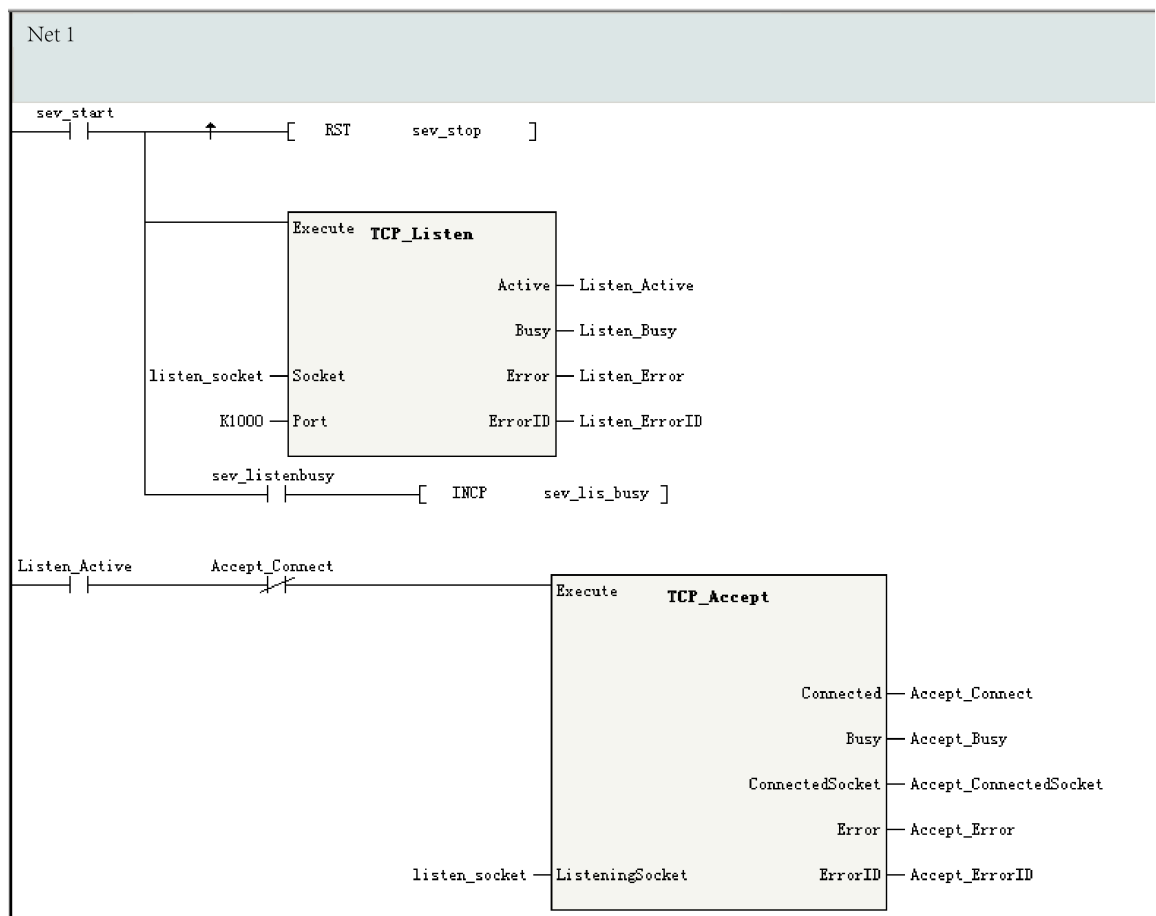 Net 1
sev_start
[ RST sev_stop ]
Execute TCP_Listen
Active Listen_Active
Busy Listen_Busy
listen_socket Socket Error Listen_Error
K1000 Port ErrorID Listen_ErrorID
sev_listenbusy
[ INCP sev_lis_busy ]
Listen_Active Accept_Connect
Execute TCP_Accept
Connected Accept_Connect
Busy Accept_Busy
ConnectedSocket Accept_ConnectedSocket
Error Accept_Error
listen_socket ListeningSocket ErrorID Accept_ErrorID